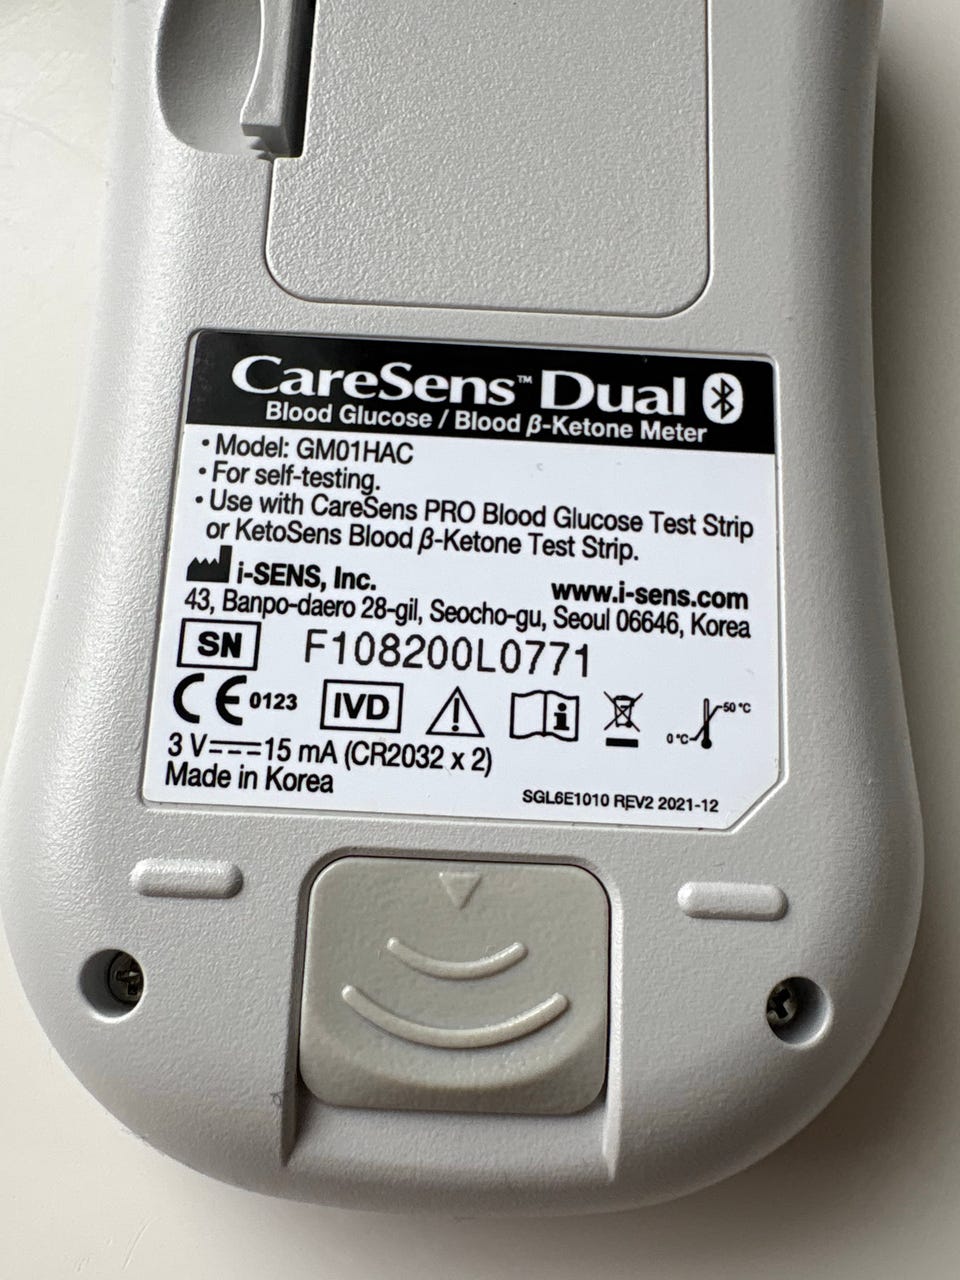 CareSens™ Dual
Blood Glucose / Blood β-Ketone Meter
• Model: GM01HAC
• For self-testing.
• Use with CareSens PRO Blood Glucose Test Strip
or KetoSens Blood β-Ketone Test Strip.
i-SENS, Inc. www.i-sens.com
43, Banpo-daero 28-gil, Seocho-gu, Seoul 06646, Korea
SN F108200L0771
CE 0123 IVD 0°C 50°C
3 V⎓15 mA (CR2032 x 2)
Made in Korea
SGL6E1010 REV2 2021-12